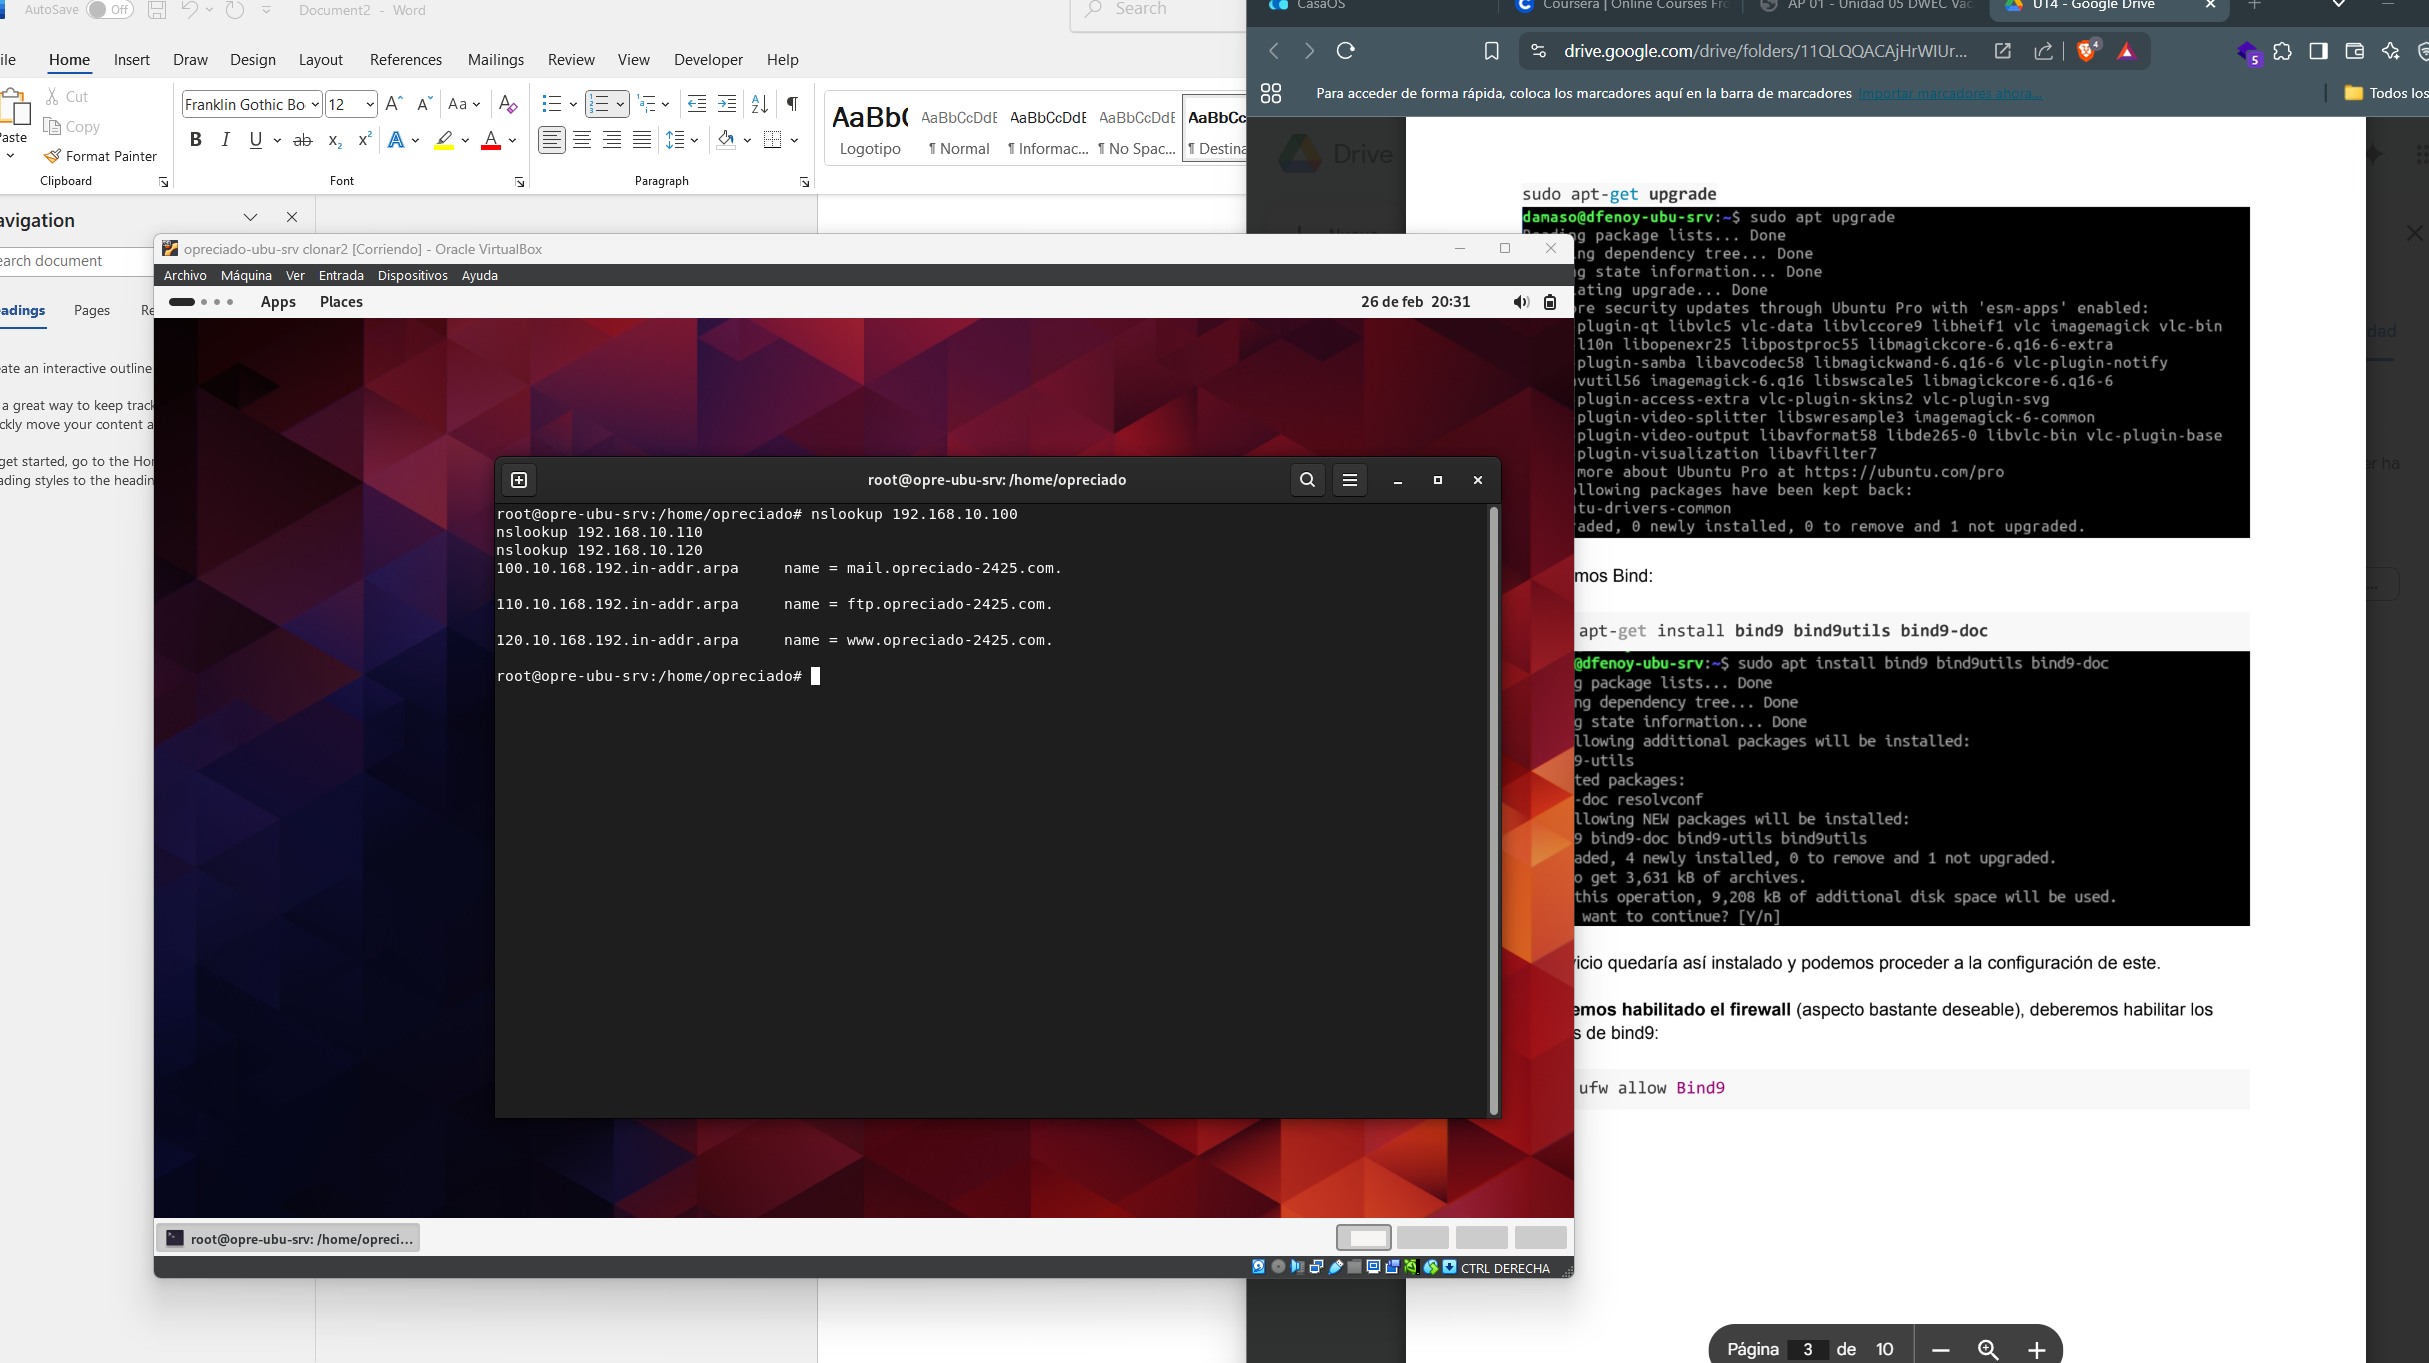 AutoSave Off Document2 - Word Search
Home Insert Draw Design Layout References Mailings Review View Developer Help
Cut
Copy
Format Painter
Clipboard
Franklin Gothic Bo 12
Font
Paragraph
AaBbC AaBbCcDdE AaBbCcDdE AaBbCcDdE AaBbCc
Logotipo ¶ Normal ¶ Informac... ¶ No Spac... ¶ Destina
Pages
ate an interactive outline
a great way to keep track
ckly move your content a
get started, go to the Hor
ading styles to the headin
opreciado-ubu-srv clonar2 [Corriendo] - Oracle VirtualBox
Archivo Máquina Ver Entrada Dispositivos Ayuda
Apps Places 26 de feb 20:31
root@opre-ubu-srv: /home/opreciado
root@opre-ubu-srv:/home/opreciado# nslookup 192.168.10.100
nslookup 192.168.10.110
nslookup 192.168.10.120
100.10.168.192.in-addr.arpa name = mail.opreciado-2425.com.
110.10.168.192.in-addr.arpa name = ftp.opreciado-2425.com.
120.10.168.192.in-addr.arpa name = www.opreciado-2425.com.
root@opre-ubu-srv:/home/opreciado#
root@opre-ubu-srv: /home/opreci...
CTRL DERECHA
CasaOS Coursera | Online Courses Fr AP 01 - Unidad 05 DWEC Vac UT4 - Google Drive
drive.google.com/drive/folders/11QLQQACAjHrWIUr... 4 5
Para acceder de forma rápida, coloca los marcadores aquí en la barra de marcadores Importar marcadores ahora... Todos los
Drive
sudo apt-get upgrade
damaso@dfenoy-ubu-srv:~$ sudo apt upgrade
Reading package lists... Done
ng dependency tree... Done
g state information... Done
lating upgrade... Done
ore security updates through Ubuntu Pro with 'esm-apps' enabled:
plugin-qt libvlc5 vlc-data libvlccore9 libheif1 vlc imagemagick vlc-bin
l10n libopenexr25 libpostproc55 libmagickcore-6.q16-6-extra
plugin-samba libavcodec58 libmagickwand-6.q16-6 vlc-plugin-notify
vutil56 imagemagick-6.q16 libswscale5 libmagickcore-6.q16-6
plugin-access-extra vlc-plugin-skins2 vlc-plugin-svg
plugin-video-splitter libswresample3 imagemagick-6-common
plugin-video-output libavformat58 libde265-0 libvlc-bin vlc-plugin-base
plugin-visualization libavfilter7
more about Ubuntu Pro at https://ubuntu.com/pro
llowing packages have been kept back:
tu-drivers-common
raded, 0 newly installed, 0 to remove and 1 not upgraded.
mos Bind:
apt-get install bind9 bind9utils bind9-doc
@dfenoy-ubu-srv:~$ sudo apt install bind9 bind9utils bind9-doc
g package lists... Done
ng dependency tree... Done
g state information... Done
llowing additional packages will be installed:
9-utils
ted packages:
-doc resolvconf
llowing NEW packages will be installed:
9 bind9-doc bind9-utils bind9utils
aded, 4 newly installed, 0 to remove and 1 not upgraded.
o get 3,631 kB of archives.
this operation, 9,208 kB of additional disk space will be used.
want to continue? [Y/n]
vicio quedaría así instalado y podemos proceder a la configuración de este.
emos habilitado el firewall (aspecto bastante deseable), deberemos habilitar los
s de bind9:
ufw allow Bind9
Página 3 de 10